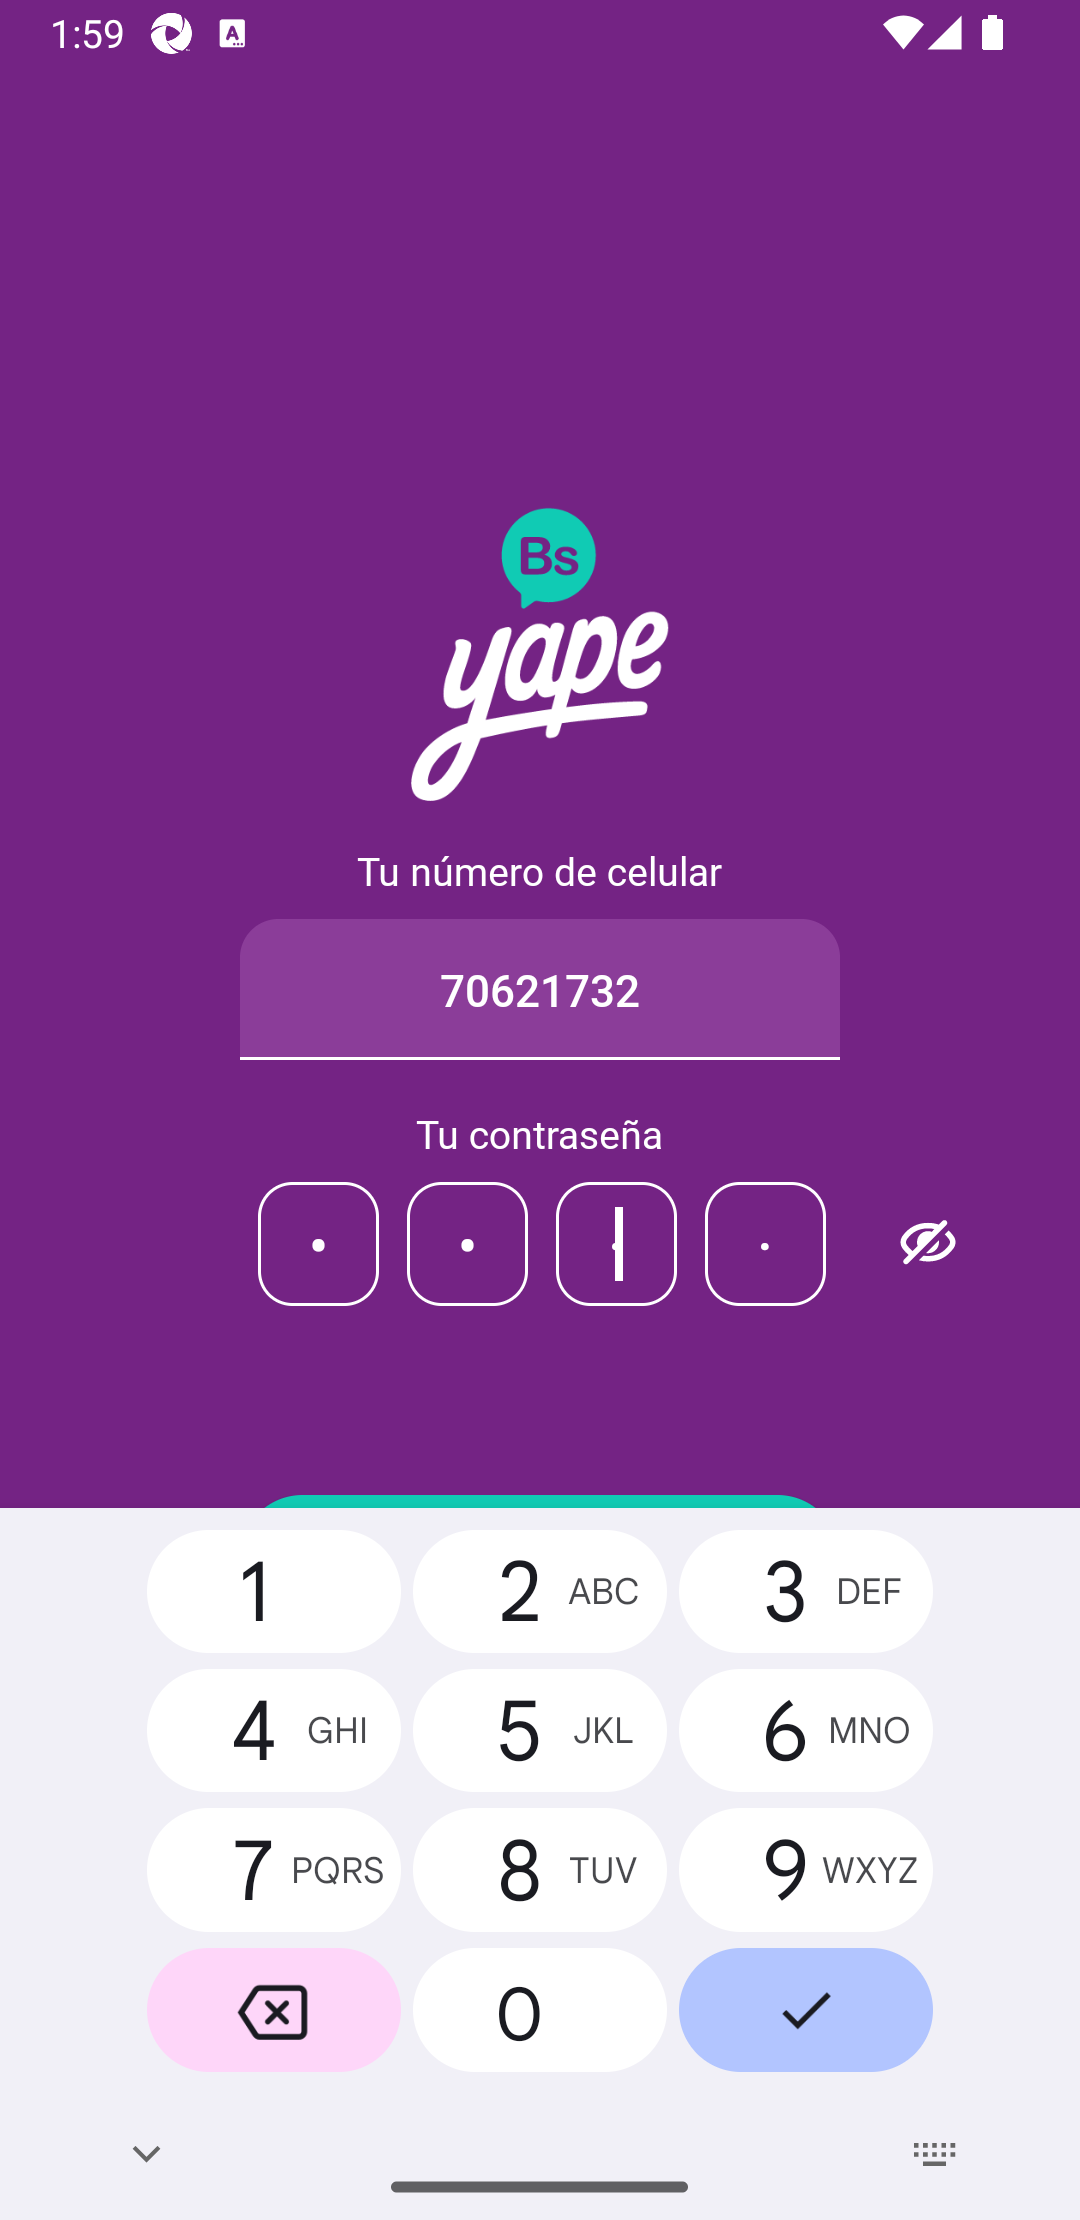 1:59
A
Bs
yape
Tu número de celular
70621732
Tu contraseña
1
2 ABC
3 DEF
4 GHI
5 JKL
6 MNO
7 PQRS
8 TUV
9 WXYZ
0